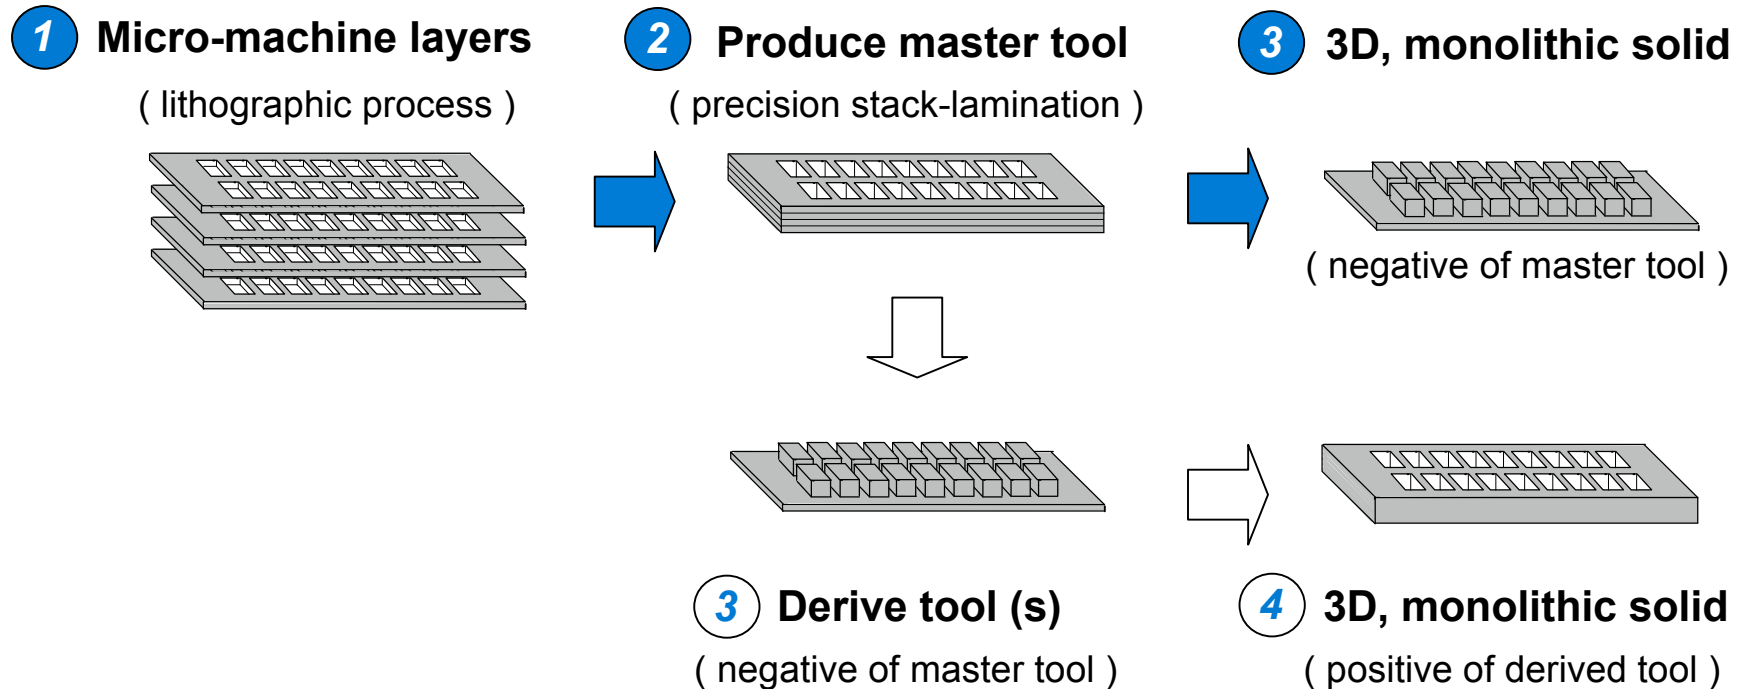 1 Micro-machine layers
( lithographic process )
2 Produce master tool
( precision stack-lamination )
3 3D, monolithic solid
( negative of master tool )
3 Derive tool (s)
( negative of master tool )
4 3D, monolithic solid
( positive of derived tool )